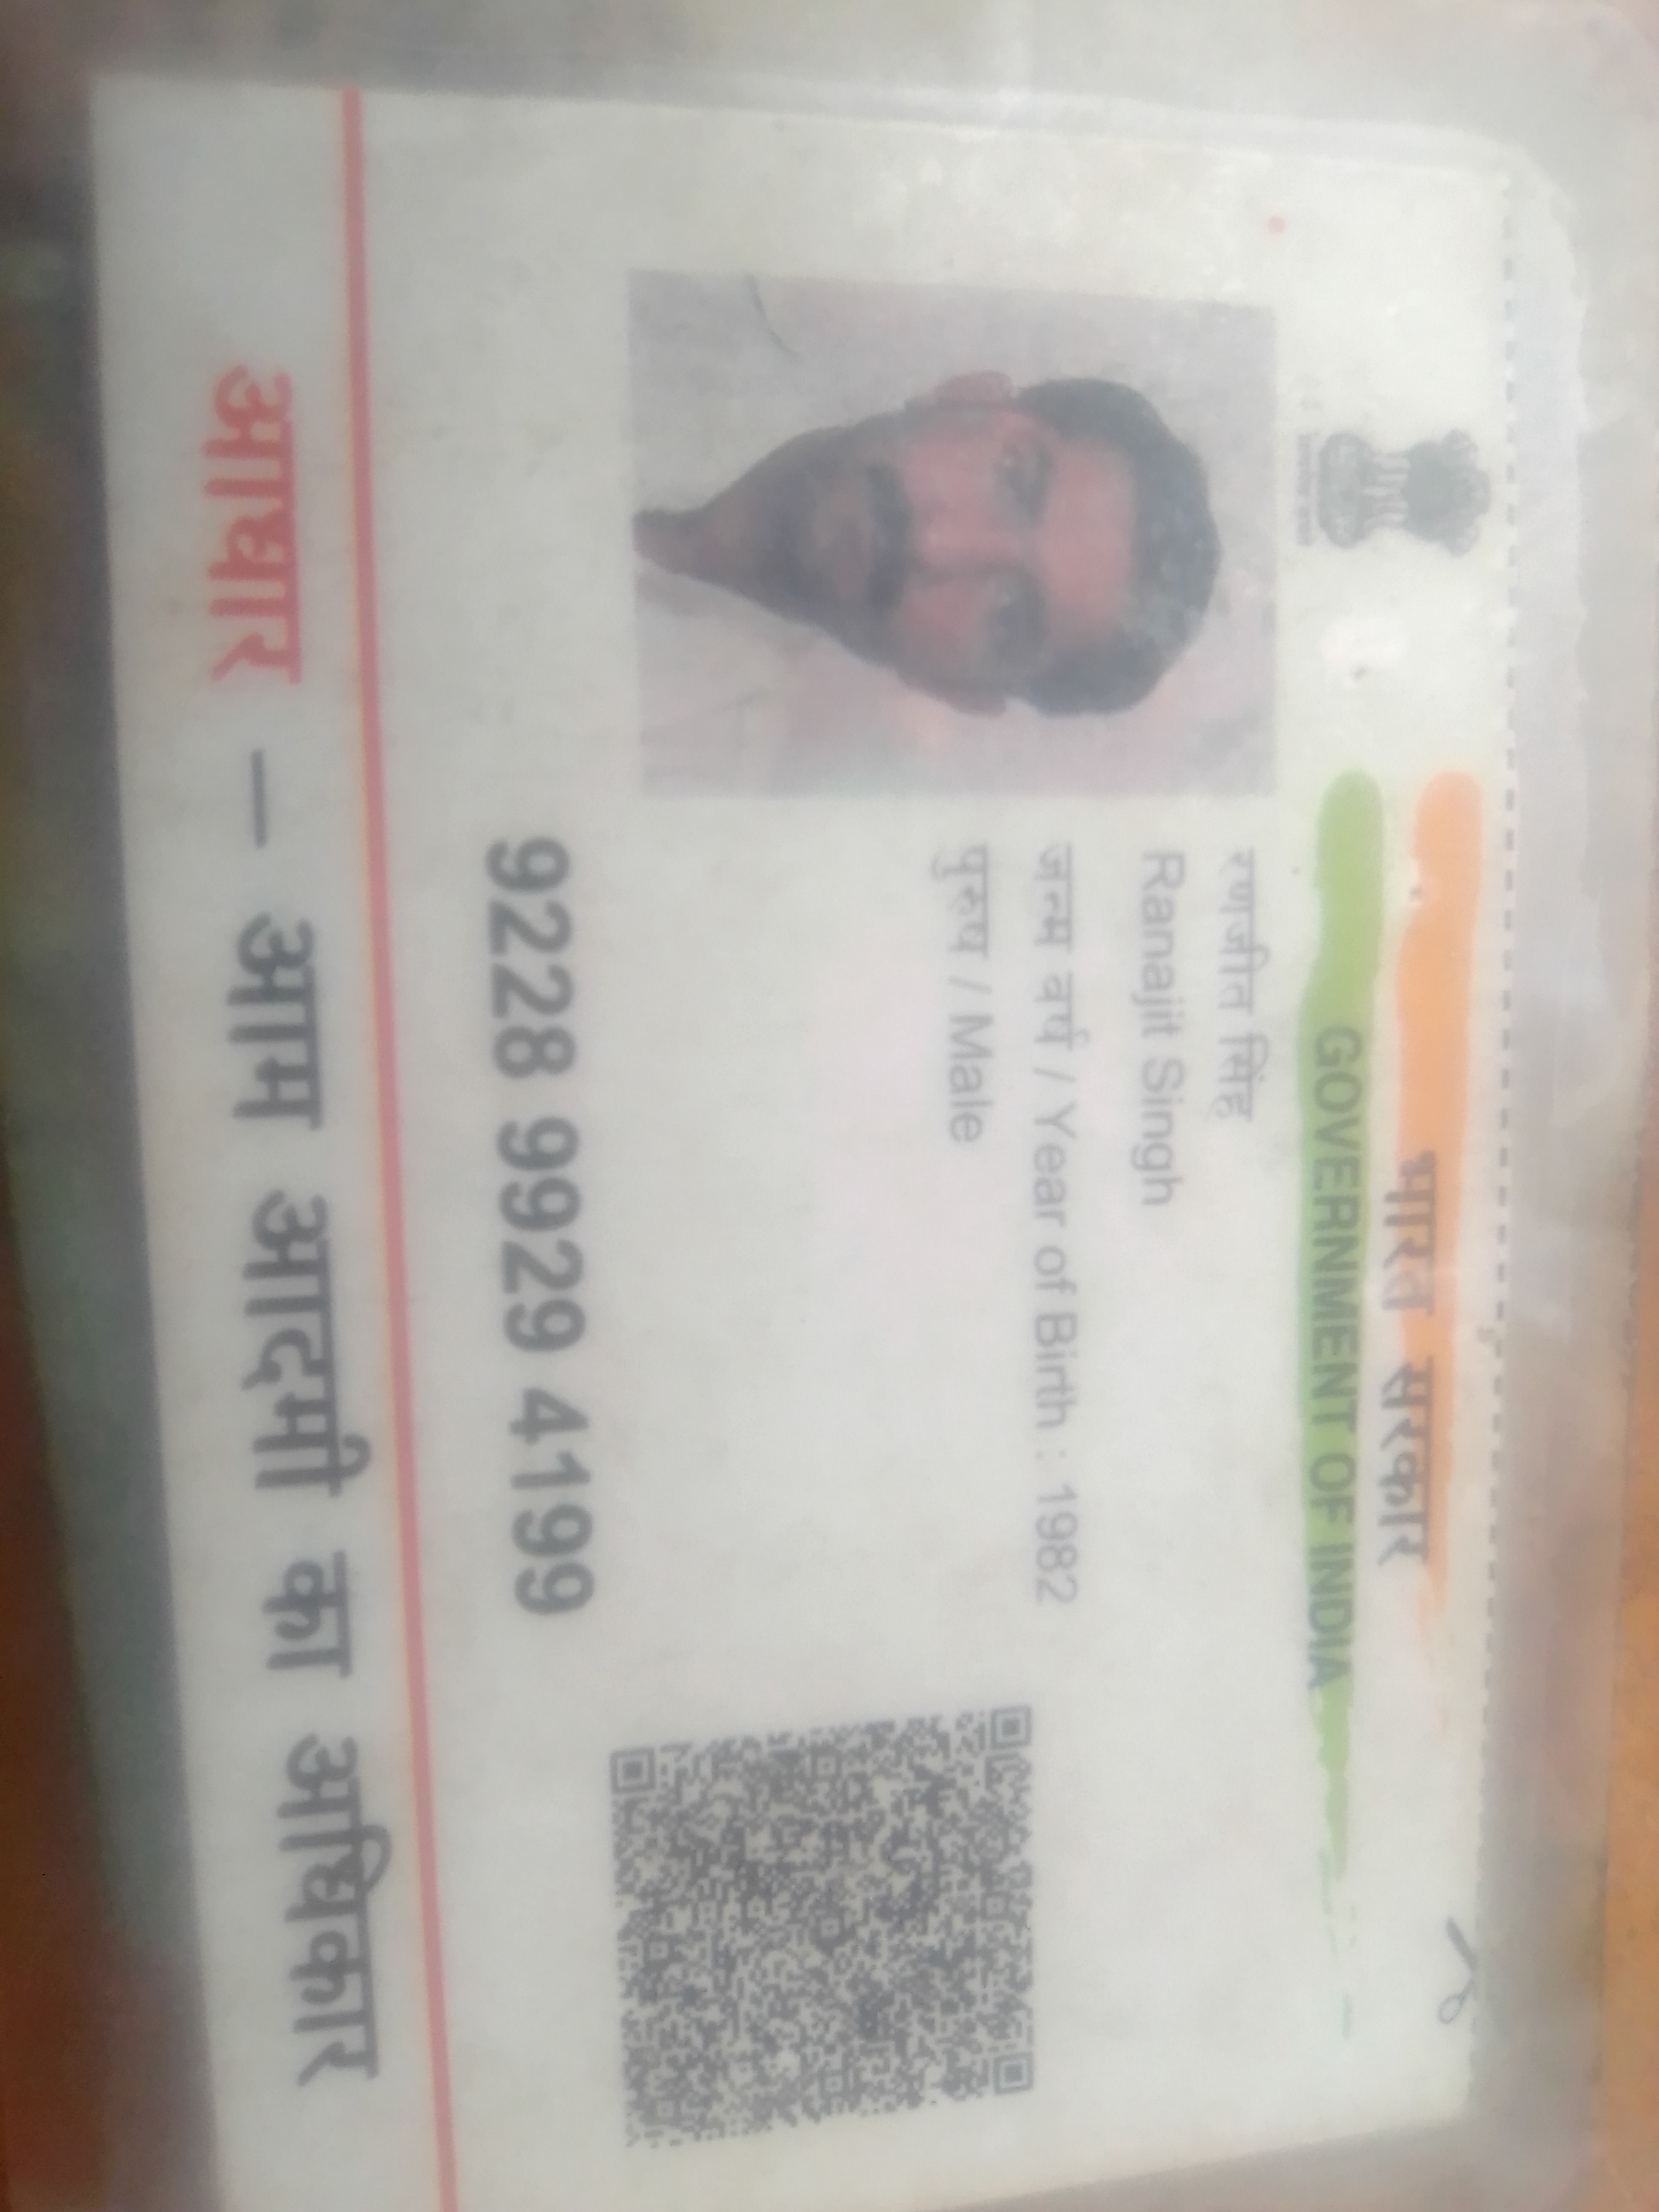 भारत सरकार
GOVERNMENT OF INDIA
रणजीत सिंह
Ranajit Singh
जन्म वर्ष / Year of Birth : 1982
पुरुष / Male
9228 9929 4199
आधार – आम आदमी का अधिकार